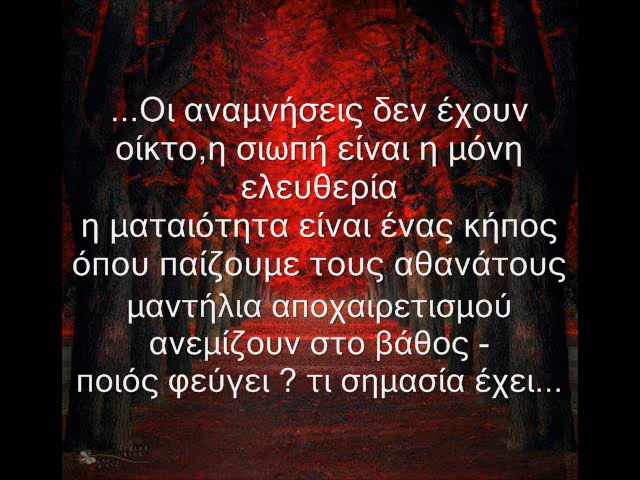 ...Οι αναμνήσεις δεν έχουν
οίκτο,η σιωπή είναι η μόνη
ελευθερία
η ματαιότητα είναι ένας κήπος
όπου παίζουμε τους αθανάτους
μαντήλια αποχαιρετισμού
ανεμίζουν στο βάθος -
ποιός φεύγει ? τι σημασία έχει...